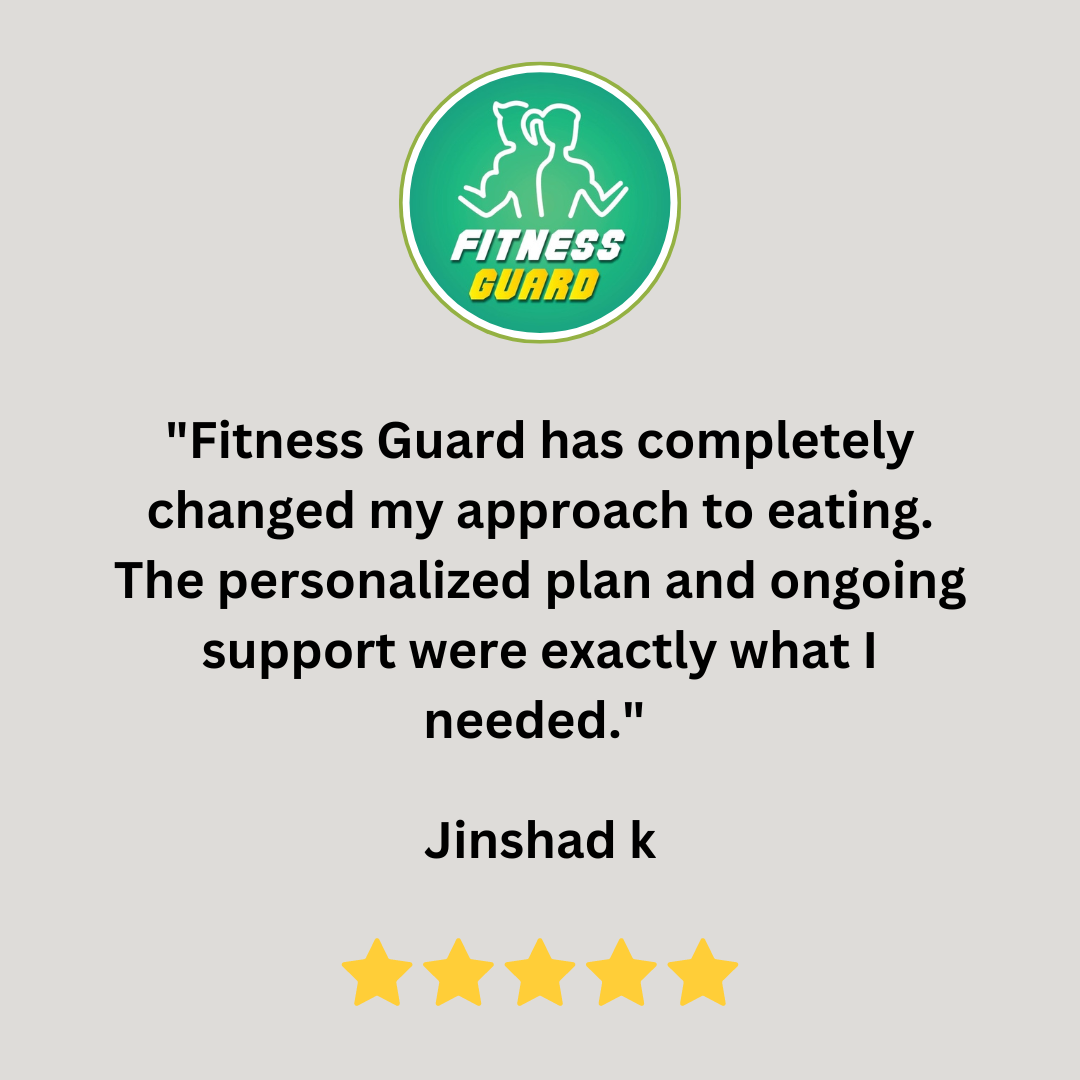 FITNESS
GUARD
"Fitness Guard has completely
changed my approach to eating.
The personalized plan and ongoing
support were exactly what I
needed."
Jinshad k